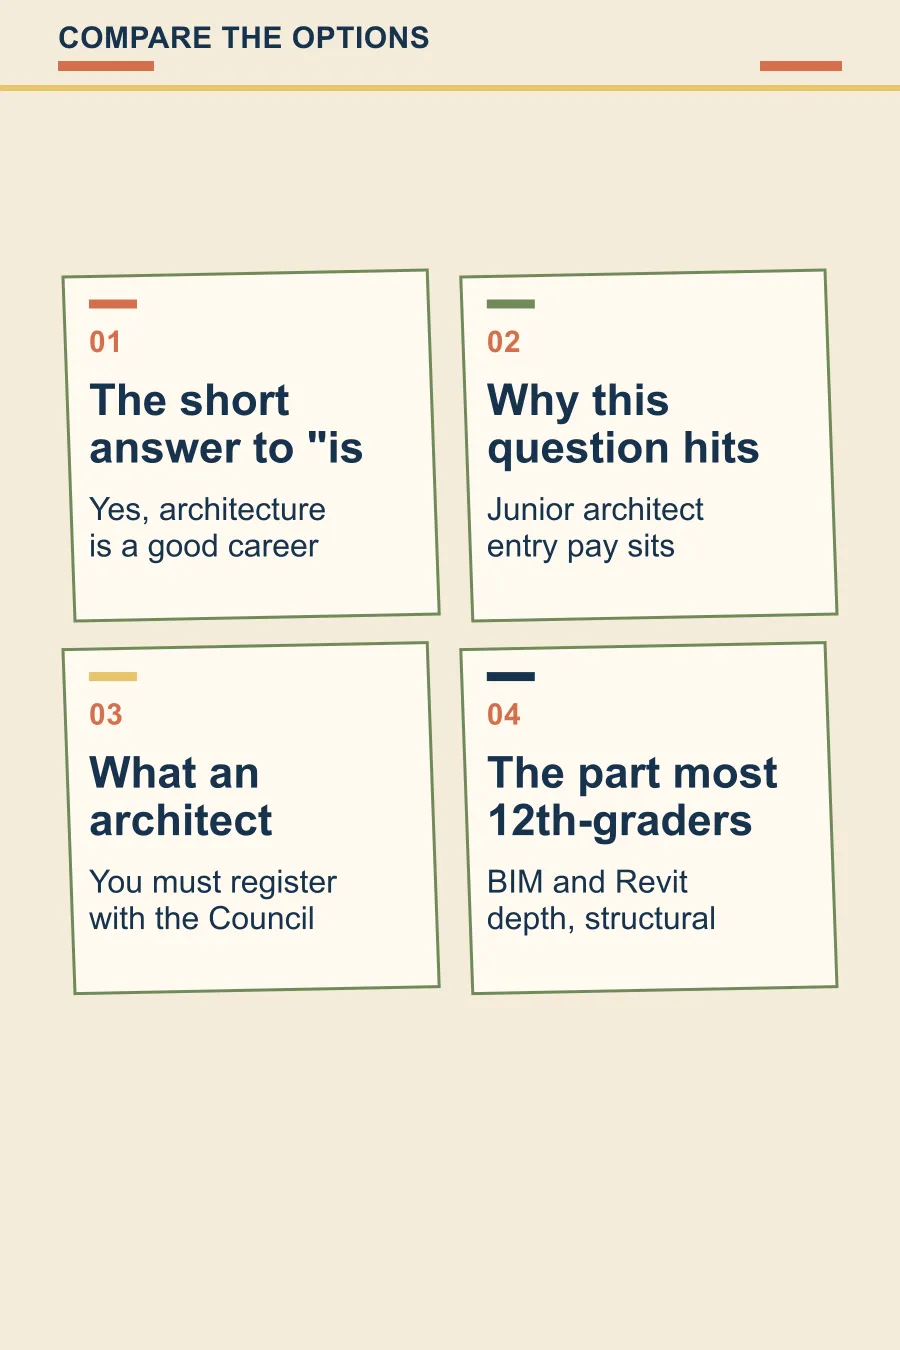 COMPARE THE OPTIONS
01
The short
answer to "is
Yes, architecture
is a good career
02
Why this
question hits
Junior architect
entry pay sits
03
What an
architect
You must register
with the Council
04
The part most
12th-graders
BIM and Revit
depth, structural